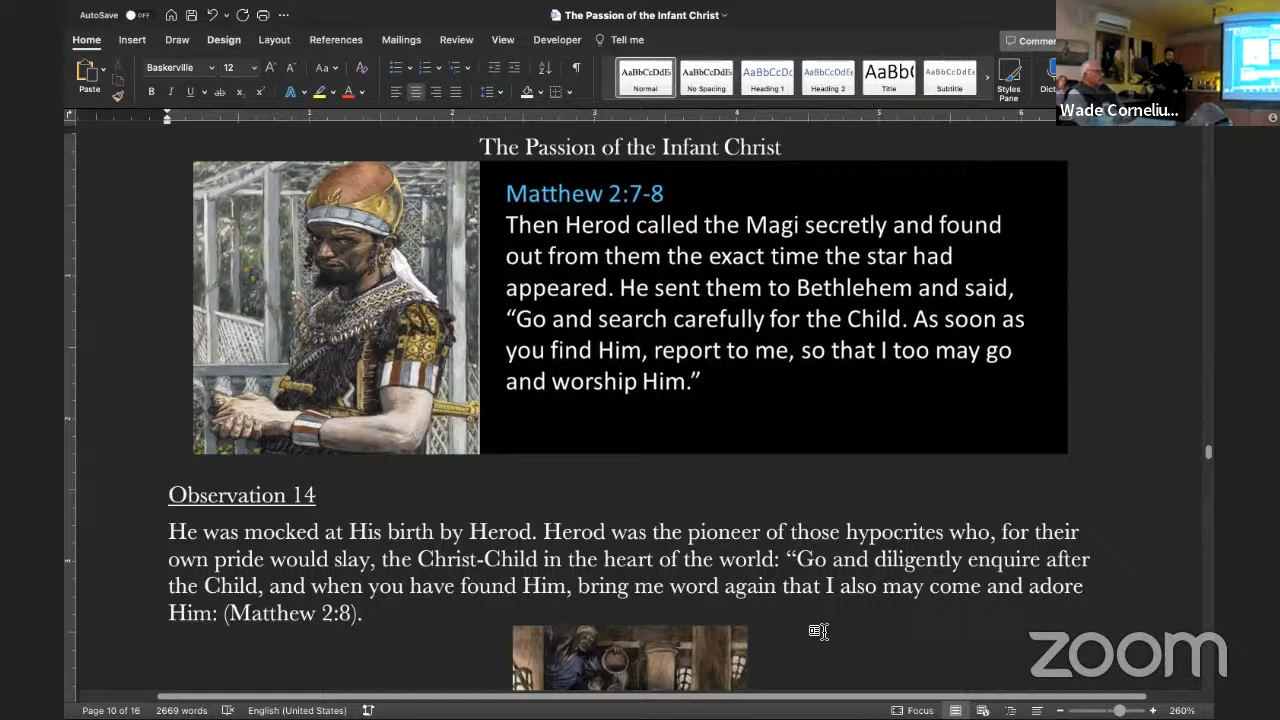 AutoSave OFF The Passion of the Infant Christ
Home Insert Draw Design Layout References Mailings Review View Developer Tell me
Paste
Baskerville 12
Normal No Spacing Heading 1 Heading 2 Title Subtitle
Styles Pane
Wade Corneliu...
The Passion of the Infant Christ
Matthew 2:7-8
Then Herod called the Magi secretly and found
out from them the exact time the star had
appeared. He sent them to Bethlehem and said,
“Go and search carefully for the Child. As soon as
you find Him, report to me, so that I too may go
and worship Him.”
Observation 14
He was mocked at His birth by Herod. Herod was the pioneer of those hypocrites who, for their
own pride would slay, the Christ-Child in the heart of the world: “Go and diligently enquire after
the Child, and when you have found Him, bring me word again that I also may come and adore
Him: (Matthew 2:8).
zoom
Page 10 of 16 2669 words English (United States) Focus 260%